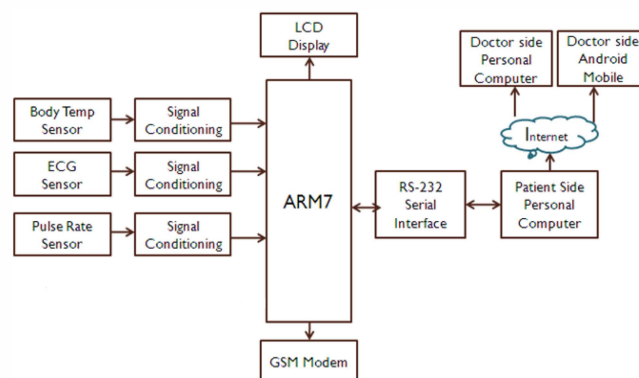 LCD
Display
Doctor side
Personal
Computer
Doctor side
Android
Mobile
Body Temp
Sensor
Signal
Conditioning
Internet
ECG
Sensor
Signal
Conditioning
ARM7
RS-232
Serial
Interface
Patient Side
Personal
Computer
Pulse Rate
Sensor
Signal
Conditioning
GSM Modem